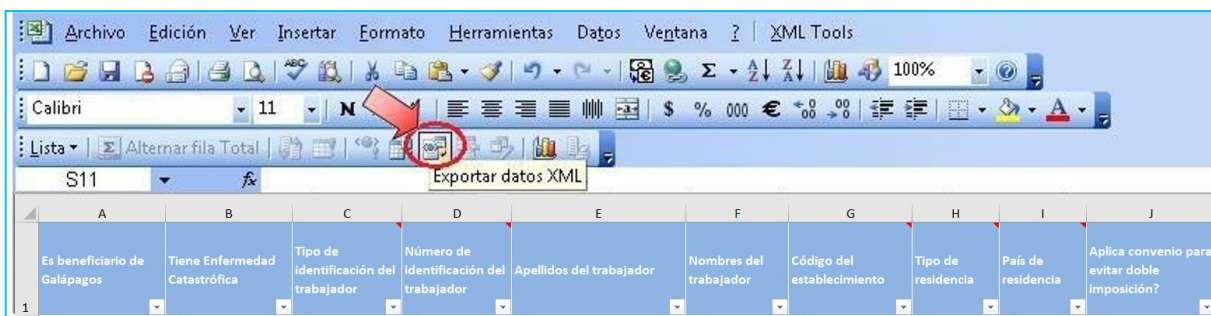 Archivo Edición Ver Insertar Formato Herramientas Datos Ventana ? XML Tools
ABC Σ 100%
Calibri 11 N $ % 000 € A
Lista Σ Alternar fila Total
S11 fx Exportar datos XML
A B C D E F G H I J
Es beneficiario de Galápagos
Tiene Enfermedad Catastrófica
Tipo de identificación del trabajador
Número de identificación del trabajador
Apellidos del trabajador
Nombres del trabajador
Código del establecimiento
Tipo de residencia
País de residencia
Aplica convenio para evitar doble imposición?
1